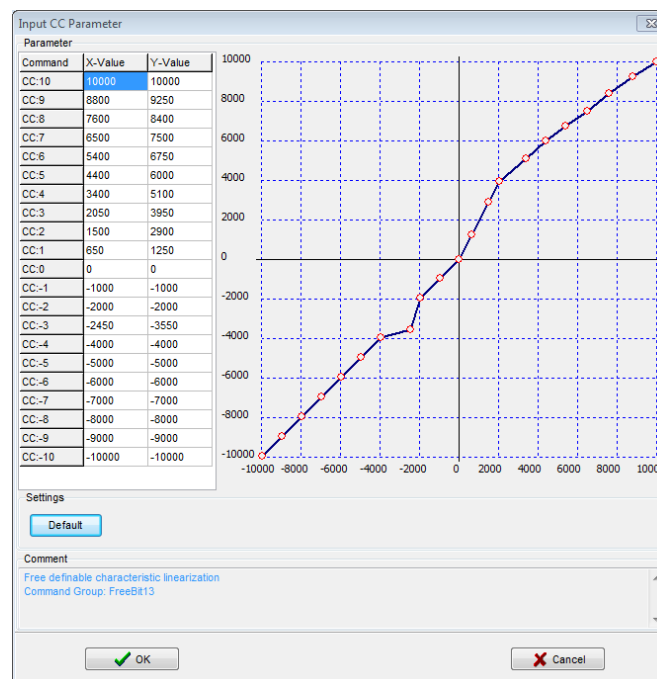 Input CC Parameter
Parameter
Command X-Value Y-Value
CC:10 10000 10000
CC:9 8800 9250
CC:8 7600 8400
CC:7 6500 7500
CC:6 5400 6750
CC:5 4400 6000
CC:4 3400 5100
CC:3 2050 3950
CC:2 1500 2900
CC:1 650 1250
CC:0 0 0
CC:-1 -1000 -1000
CC:-2 -2000 -2000
CC:-3 -2450 -3550
CC:-4 -4000 -4000
CC:-5 -5000 -5000
CC:-6 -6000 -6000
CC:-7 -7000 -7000
CC:-8 -8000 -8000
CC:-9 -9000 -9000
CC:-10 -10000 -10000
10000
8000
6000
4000
2000
0
-2000
-4000
-6000
-8000
-10000
-10000 -8000 -6000 -4000 -2000 0 2000 4000 6000 8000 1000
Settings
Default
Comment
Free definable characteristic linearization
Command Group: FreeBit13
OK
Cancel